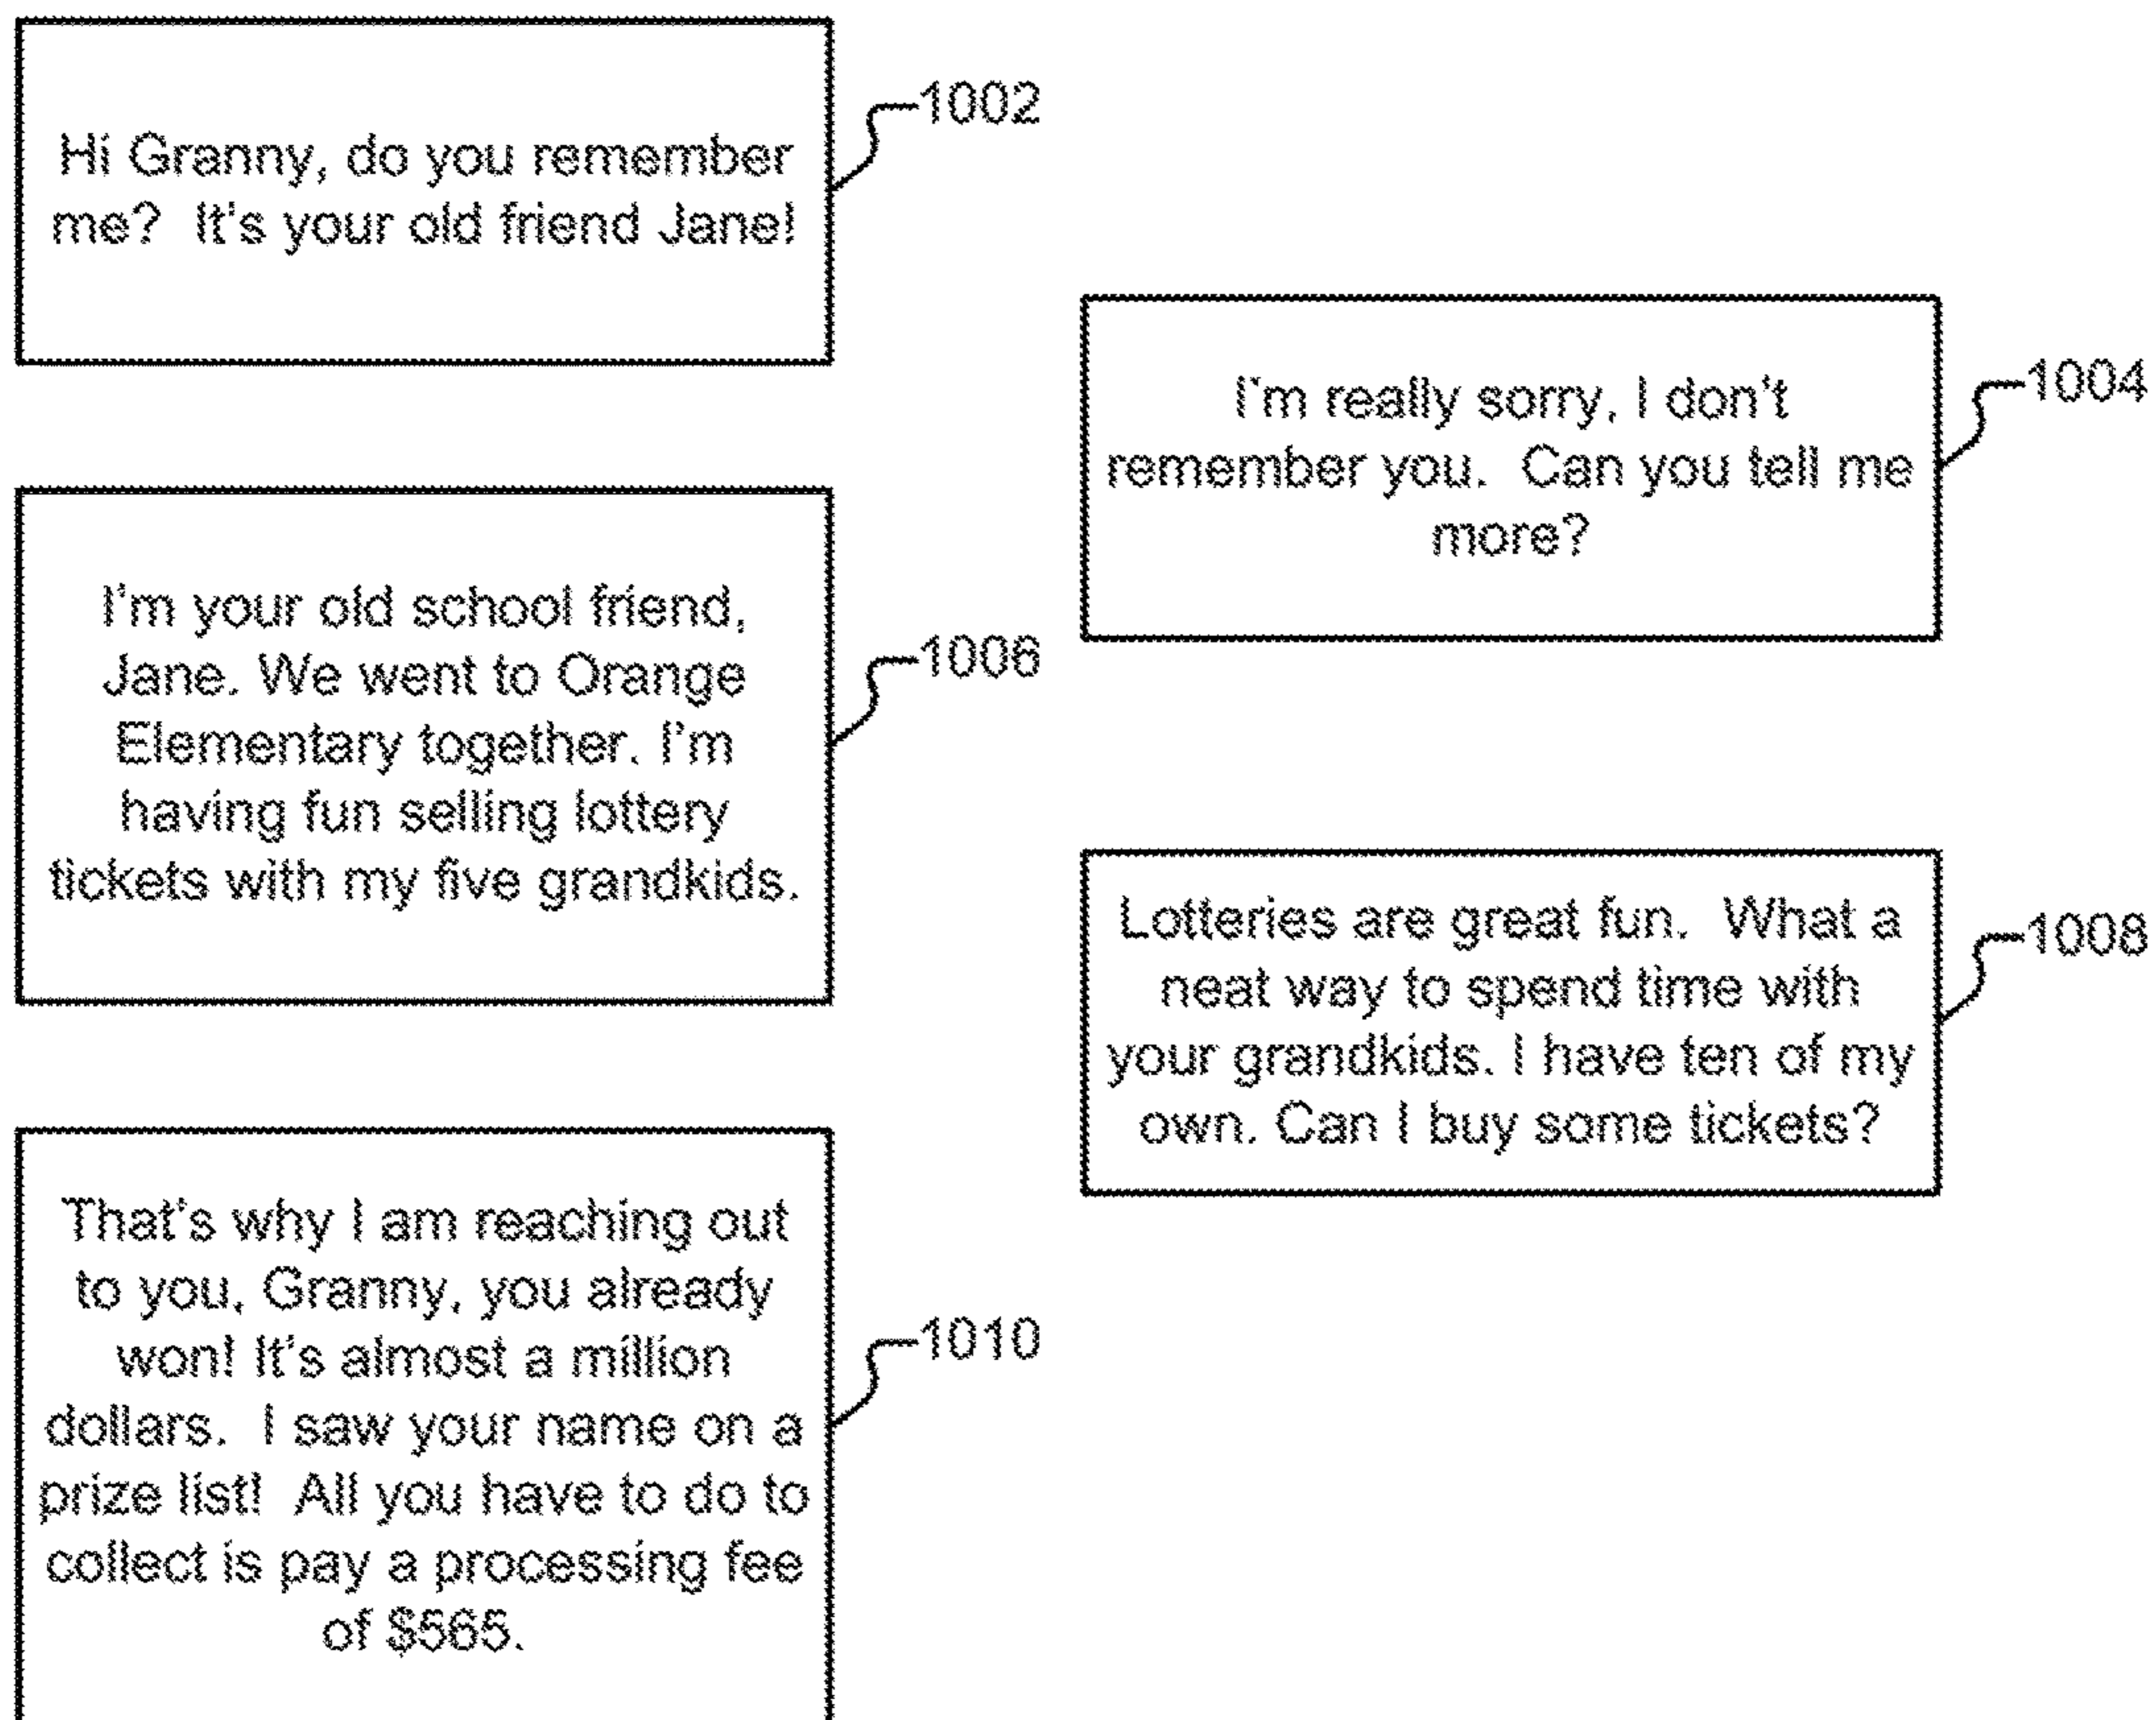 Hi Granny, do you remember
me?  It's your old friend Jane!
1002
I'm really sorry, I don't
remember you.  Can you tell me
more?
1004
I'm your old school friend,
Jane. We went to Orange
Elementary together. I'm
having fun selling lottery
tickets with my five grandkids.
1006
Lotteries are great fun.  What a
neat way to spend time with
your grandkids. I have ten of my
own. Can I buy some tickets?
1008
That's why I am reaching out
to you, Granny, you already
won! It's almost a million
dollars.  I saw your name on a
prize list!  All you have to do to
collect is pay a processing fee
of $565.
1010